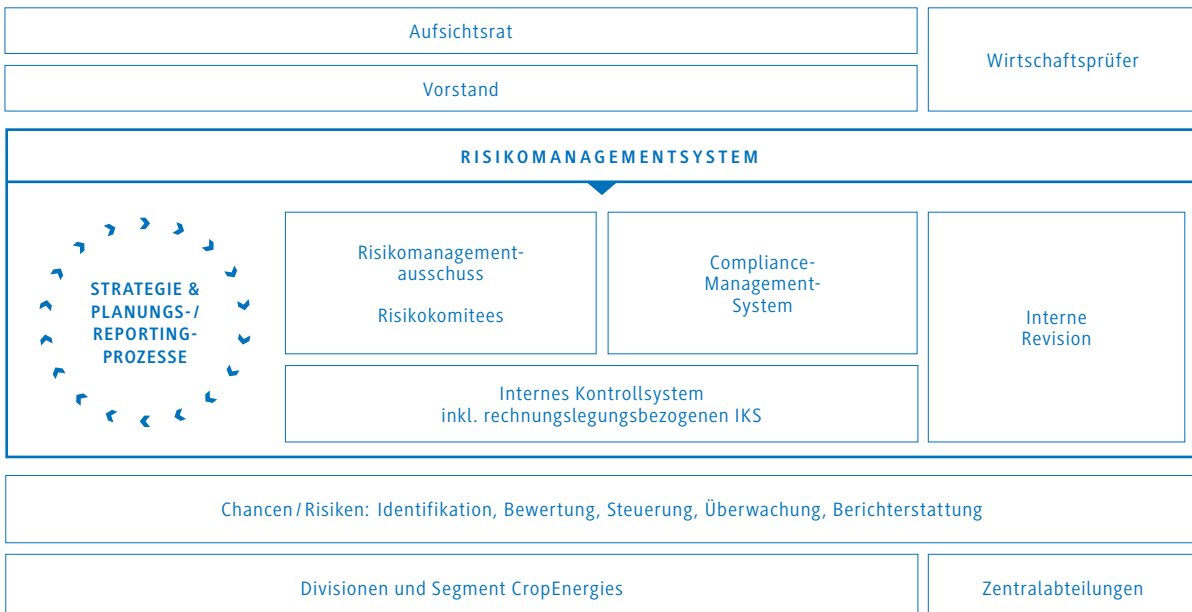 Aufsichtsrat
Wirtschaftsprüfer
Vorstand
RISIKOMANAGEMENTSYSTEM
STRATEGIE &
PLANUNGS-/
REPORTING-
PROZESSE
Risikomanagement-
ausschuss
Risikokomitees
Compliance-
Management-
System
Interne
Revision
Internes Kontrollsystem
inkl. rechnungslegungsbezogenen IKS
Chancen/Risiken: Identifikation, Bewertung, Steuerung, Überwachung, Berichterstattung
Divisionen und Segment CropEnergies
Zentralabteilungen